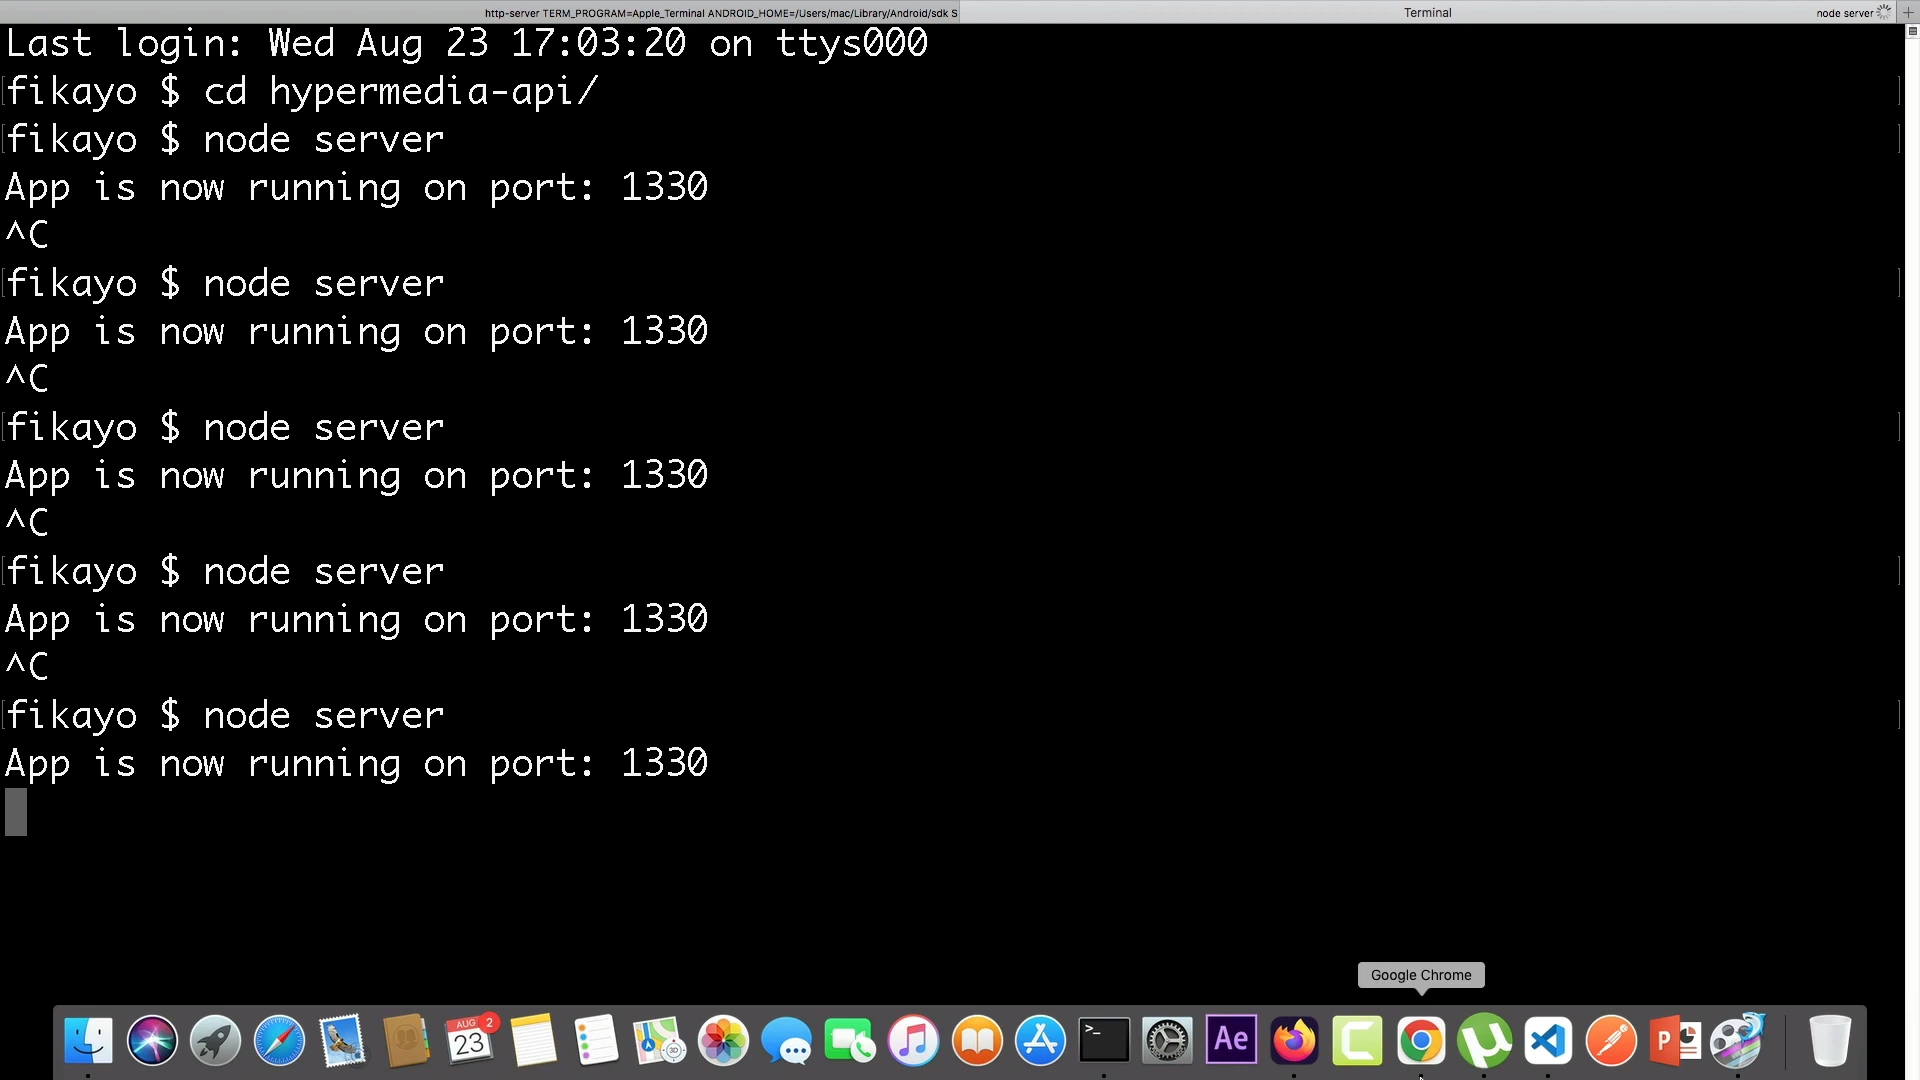 http-server TERM_PROGRAM=Apple_Terminal ANDROID_HOME=/Users/mac/Library/Android/sdk S
Terminal
node server
Last login: Wed Aug 23 17:03:20 on ttys000
[fikayo $ cd hypermedia-api/ ]
[fikayo $ node server ]
App is now running on port: 1330
^C
[fikayo $ node server ]
App is now running on port: 1330
^C
[fikayo $ node server ]
App is now running on port: 1330
^C
[fikayo $ node server ]
App is now running on port: 1330
^C
[fikayo $ node server ]
App is now running on port: 1330
Google Chrome
AUG 2
23
3D
>_
Ae
C
P